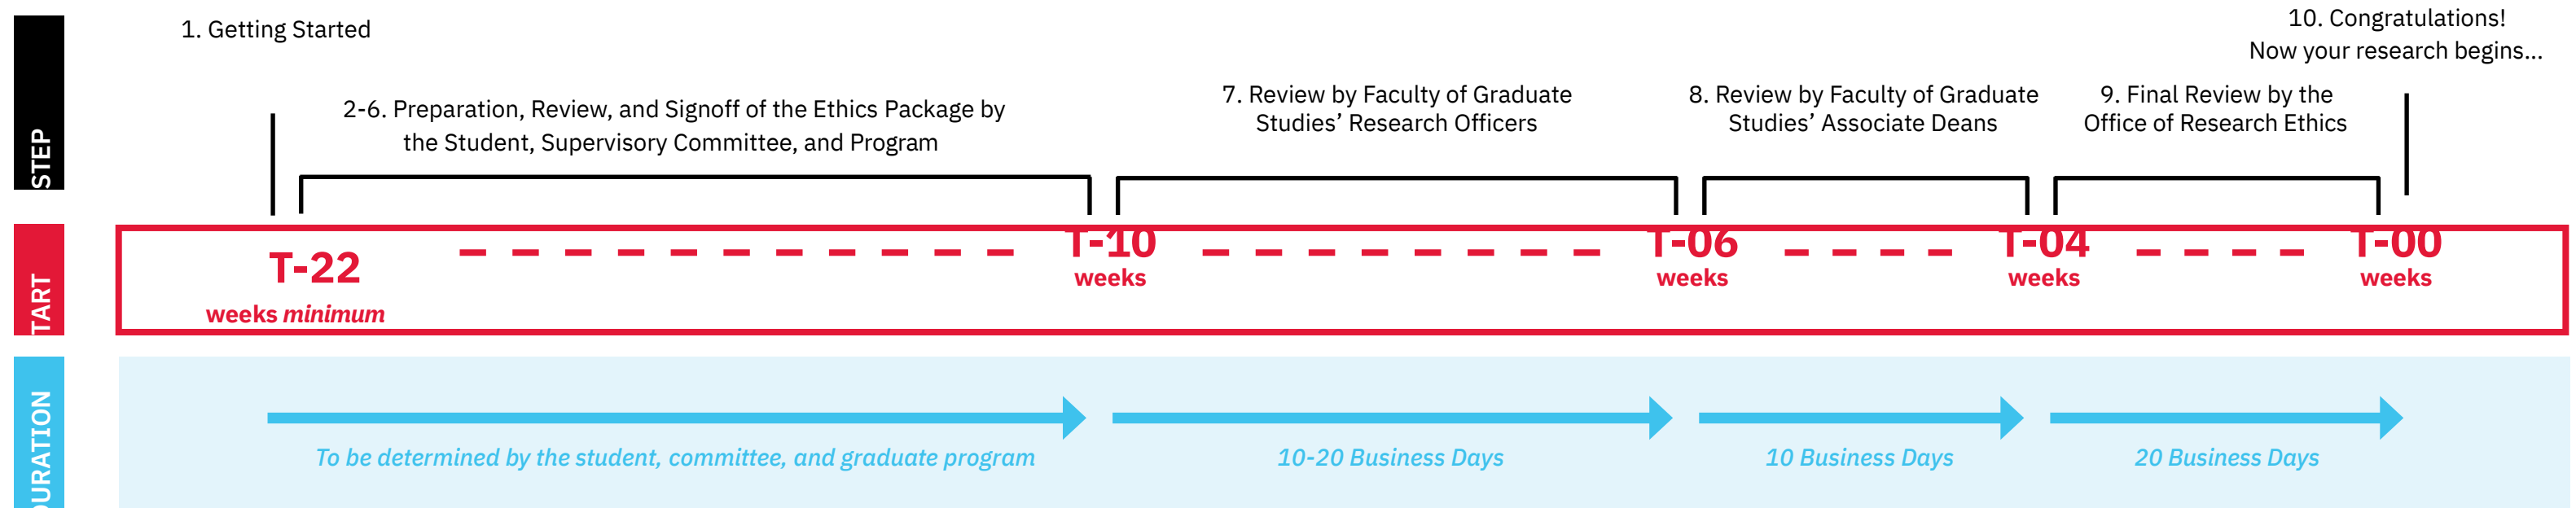 1. Getting Started
10. Congratulations!
Now your research begins...
2-6. Preparation, Review, and Signoff of the Ethics Package by
the Student, Supervisory Committee, and Program
7. Review by Faculty of Graduate
Studies’ Research Officers
8. Review by Faculty of Graduate
Studies’ Associate Deans
9. Final Review by the
Office of Research Ethics
STEP
TART
T-22
weeks minimum
T-10
weeks
T-06
weeks
T-04
weeks
T-00
weeks
DURATION
To be determined by the student, committee, and graduate program
10-20 Business Days
10 Business Days
20 Business Days